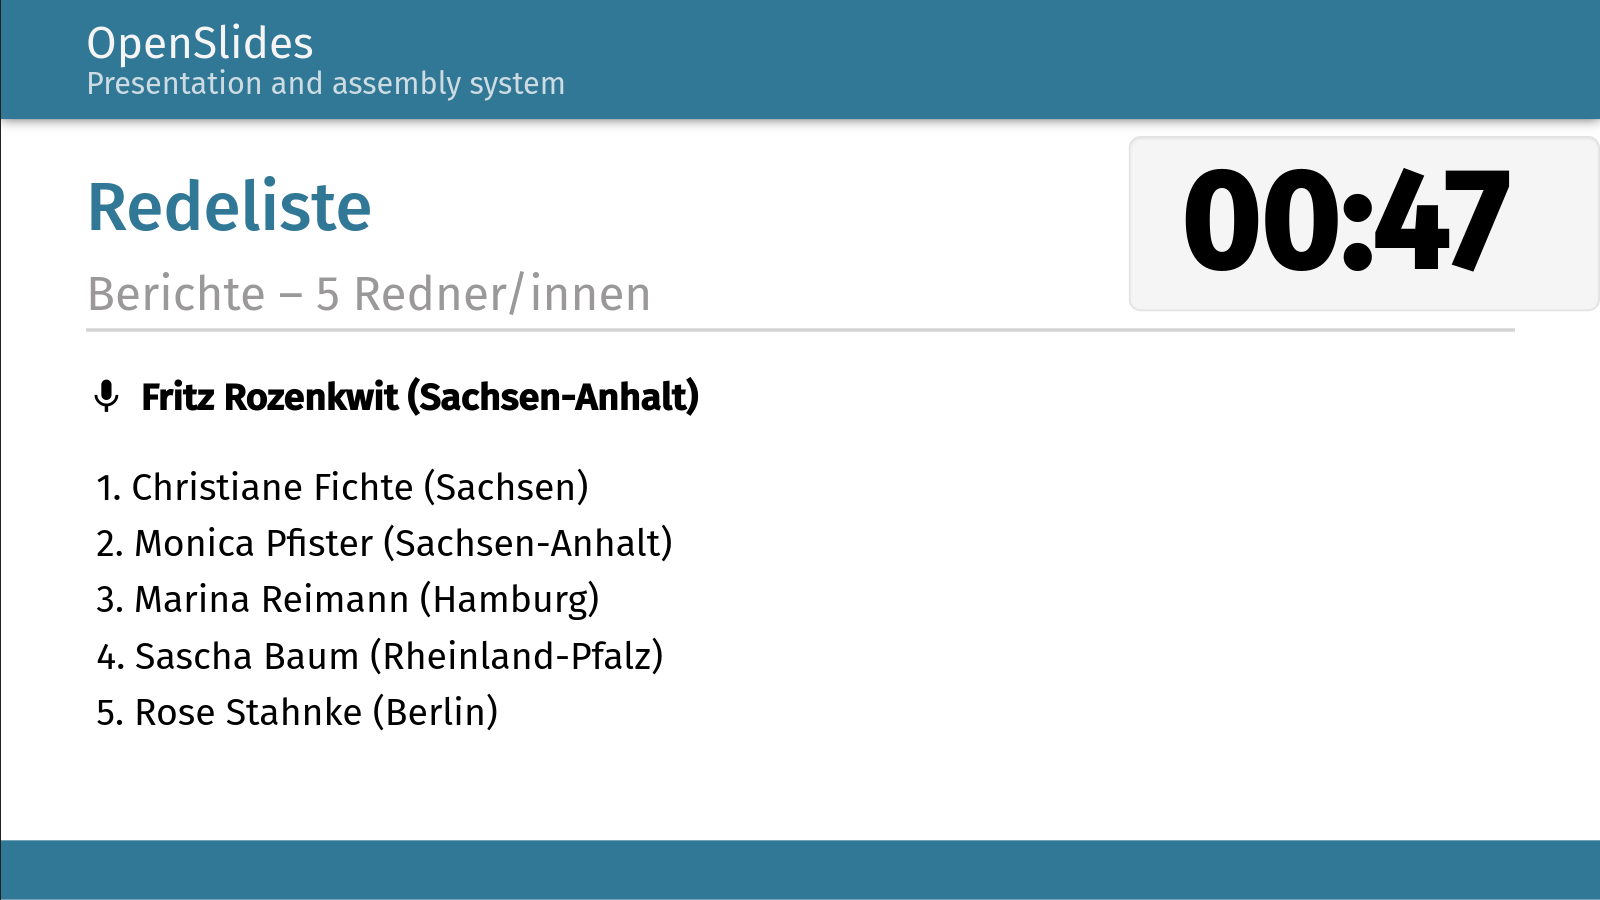 OpenSlides
Presentation and assembly system
00:47
Redeliste
Berichte – 5 Redner/innen
Fritz Rozenkwit (Sachsen-Anhalt)
1. Christiane Fichte (Sachsen)
2. Monica Pfister (Sachsen-Anhalt)
3. Marina Reimann (Hamburg)
4. Sascha Baum (Rheinland-Pfalz)
5. Rose Stahnke (Berlin)